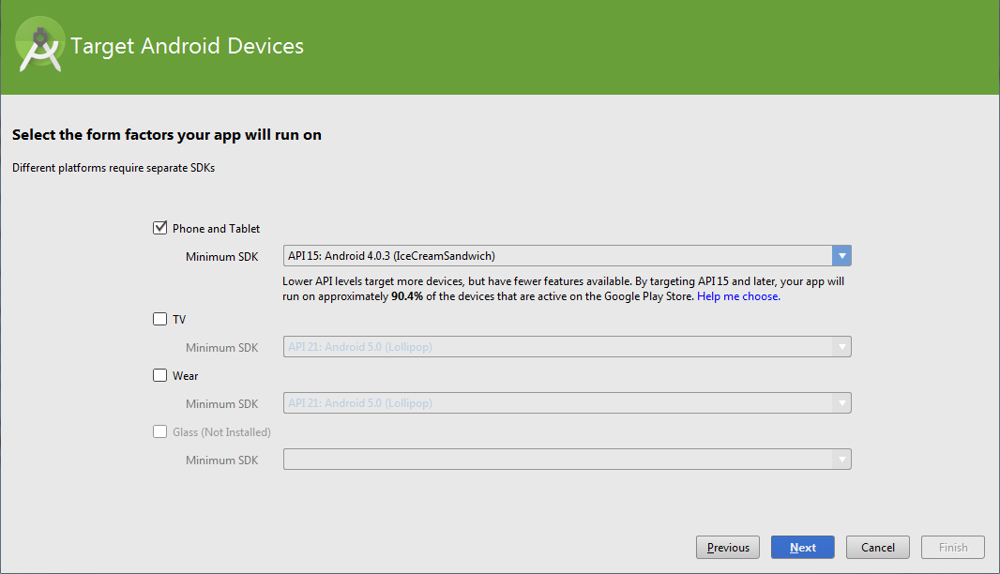 Target Android Devices
Select the form factors your app will run on
Different platforms require separate SDKs
Phone and Tablet
Minimum SDK
API 15: Android 4.0.3 (IceCreamSandwich)
Lower API levels target more devices, but have fewer features available. By targeting API 15 and later, your app will
run on approximately 90.4% of the devices that are active on the Google Play Store. Help me choose.
TV
Minimum SDK
API 21: Android 5.0 (Lollipop)
Wear
Minimum SDK
API 21: Android 5.0 (Lollipop)
Glass (Not Installed)
Minimum SDK
Previous
Next
Cancel
Finish